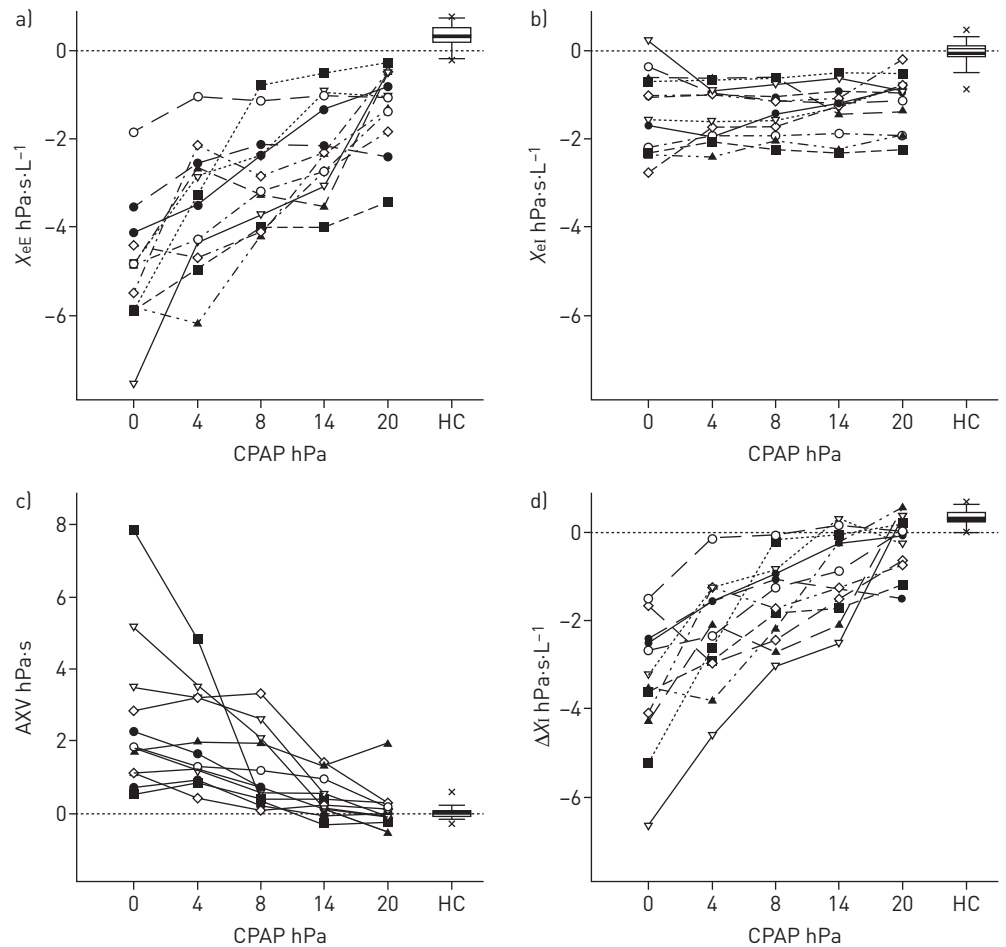 a)
0
−2
−4
−6
XeE hPa·s·L−1
0 4 8 14 20 HC
CPAP hPa
b)
0
−2
−4
−6
XeI hPa·s·L−1
0 4 8 14 20 HC
CPAP hPa
c)
8
6
4
2
0
AXV hPa·s
0 4 8 14 20 HC
CPAP hPa
d)
0
−2
−4
−6
ΔXI hPa·s·L−1
0 4 8 14 20 HC
CPAP hPa